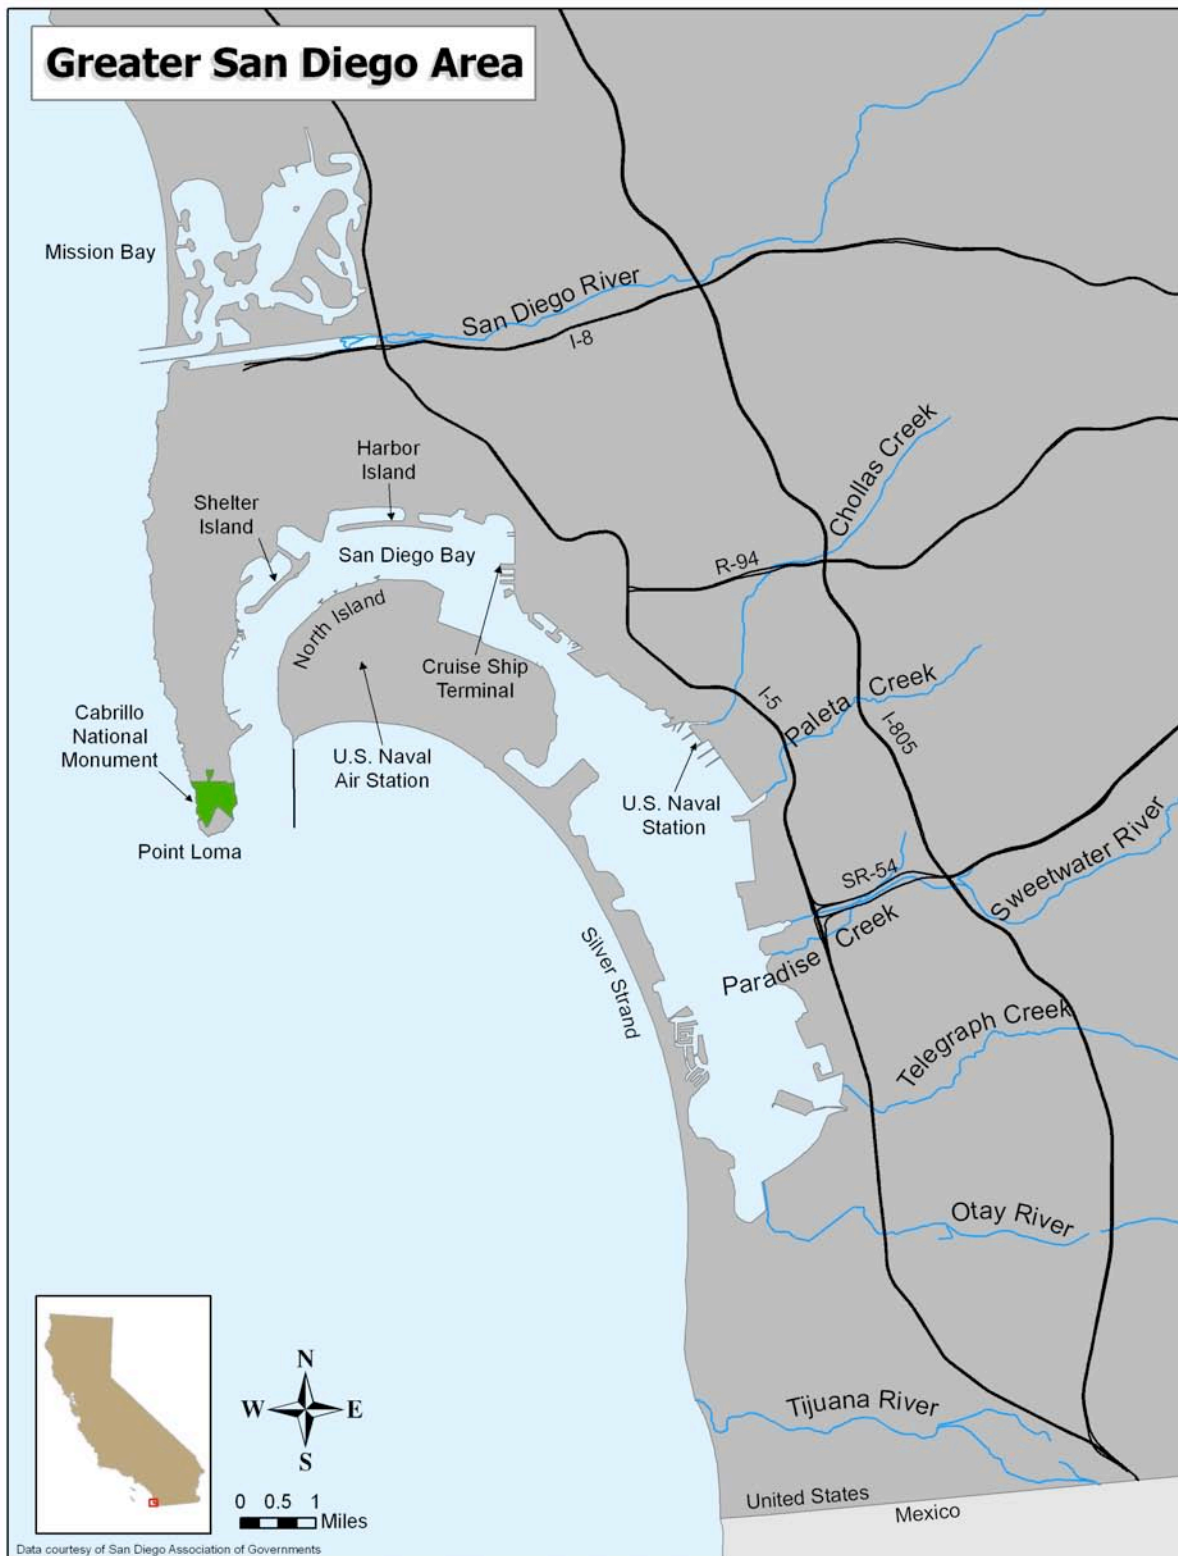 Greater San Diego Area
Mission Bay
San Diego River
I-8
Harbor
Island
Chollas Creek
Shelter
Island
San Diego Bay
R-94
North Island
Cruise Ship
Terminal
I-5
Paleta Creek
I-805
Cabrillo
National
Monument
U.S. Naval
Air Station
U.S. Naval
Station
Point Loma
SR-54
Sweetwater River
Silver Strand
Paradise Creek
Telegraph Creek
Otay River
N
W E
S
Tijuana River
0 0.5 1
Miles
United States
Mexico
Data courtesy of San Diego Association of Governments